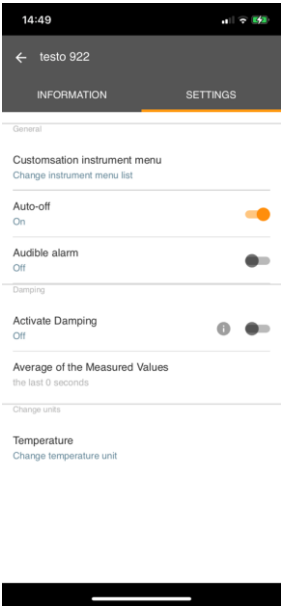 14:49
testo 922
INFORMATION SETTINGS
General
Customsation instrument menu
Change instrument menu list
Auto-off
On
Audible alarm
Off
Damping
Activate Damping
Off
Average of the Measured Values
the last 0 seconds
Change units
Temperature
Change temperature unit